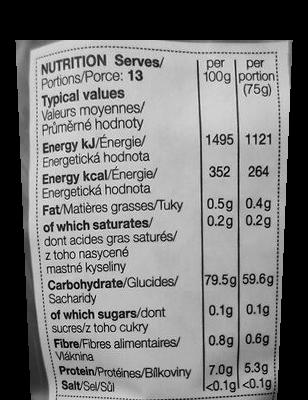 NUTRITION Serves/
Portions/Porce: 13
per 100g
per portion (75g)
Typical values
Valeurs moyennes/
Průměrné hodnoty
Energy kJ/Énergie/ 1495 1121
Energetická hodnota
Energy kcal/Énergie/ 352 264
Energetická hodnota
Fat/Matières grasses/Tuky 0.5g 0.4g
of which saturates/ 0.2g 0.2g
dont acides gras saturés/
z toho nasycené
mastné kyseliny
Carbohydrate/Glucides/ 79.5g 59.6g
Sacharidy
of which sugars/dont 0.1g 0.1g
sucres/z toho cukry
Fibre/Fibres alimentaires/ 0.8g 0.6g
Vláknina
Protein/Protéines/Bílkoviny 7.0g 5.3g
Salt/Sel/Sůl <0.1g <0.1g